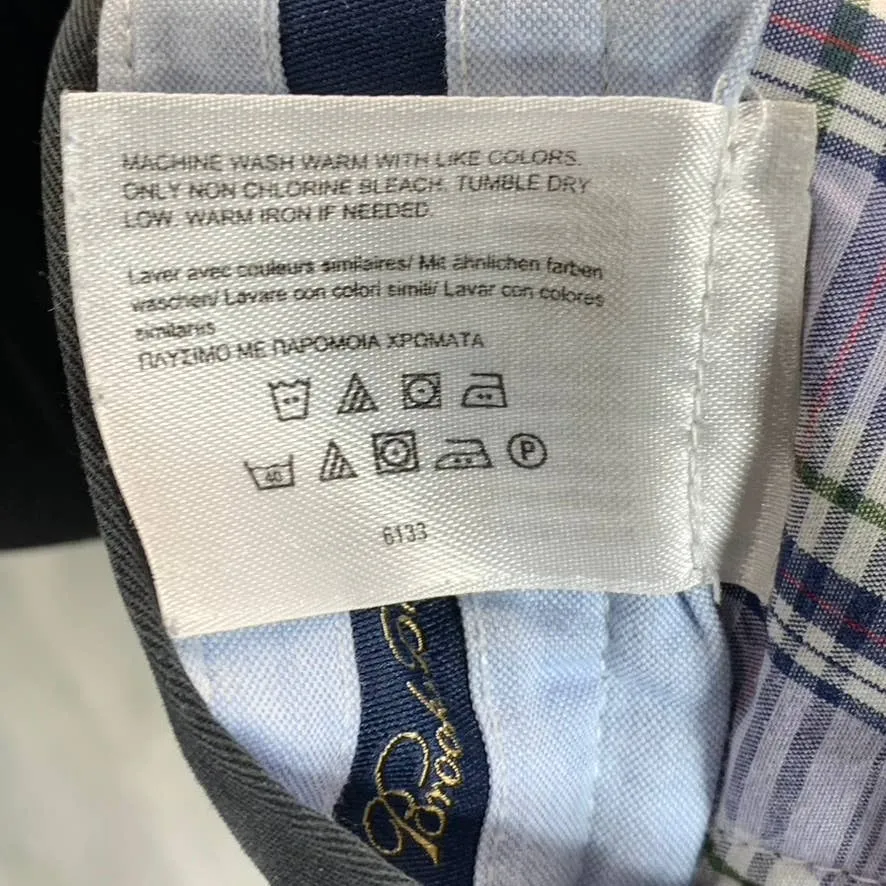 MACHINE WASH WARM WITH LIKE COLORS.
ONLY NON CHLORINE BLEACH. TUMBLE DRY
LOW. WARM IRON IF NEEDED.
Laver avec couleurs similaires/ Mit ähnlichen farben
waschen/ Lavare con colori simili/ Lavar con colores
similares
ΠΛΥΣΙΜΟ ΜΕ ΠΑΡΟΜΟΙΑ ΧΡΩΜΑΤΑ
40 P
6133
Brook